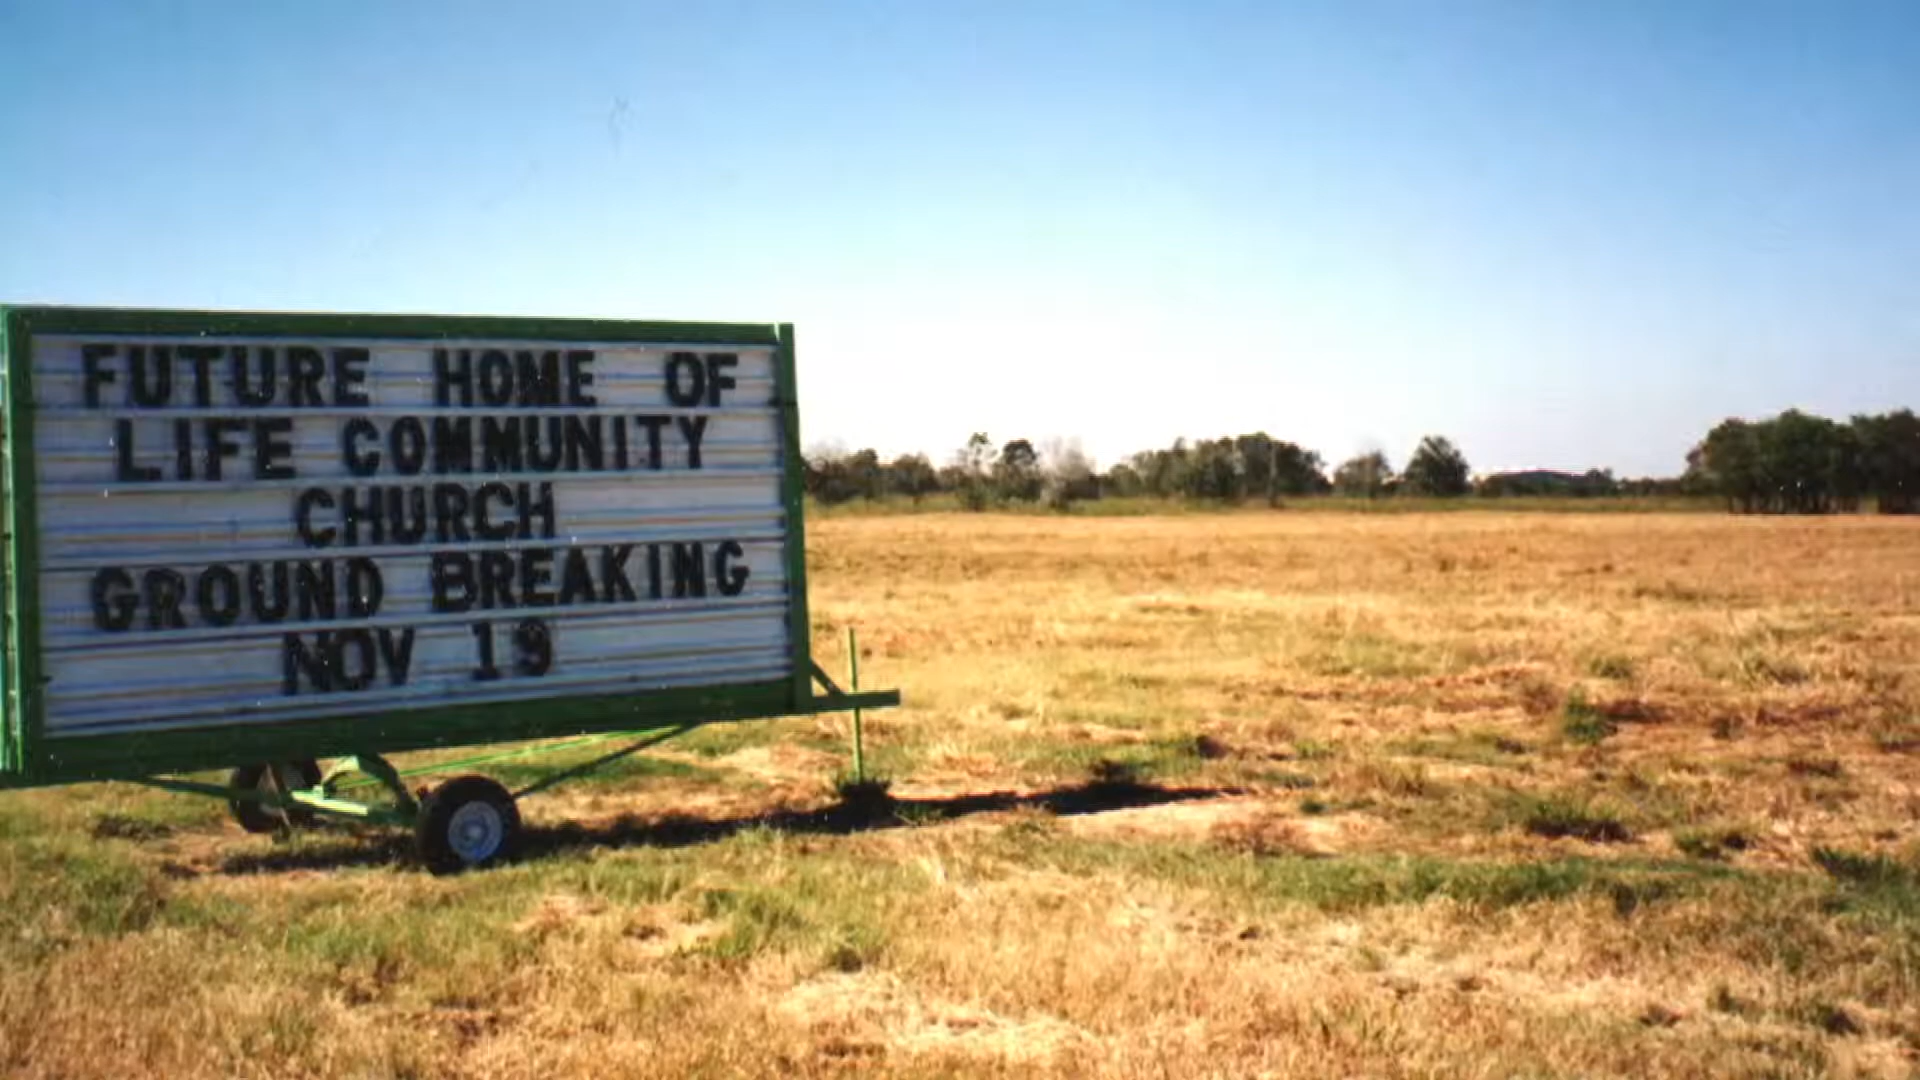 FUTURE HOME OF
LIFE COMMUNITY
CHURCH
GROUND BREAKING
NOV 19